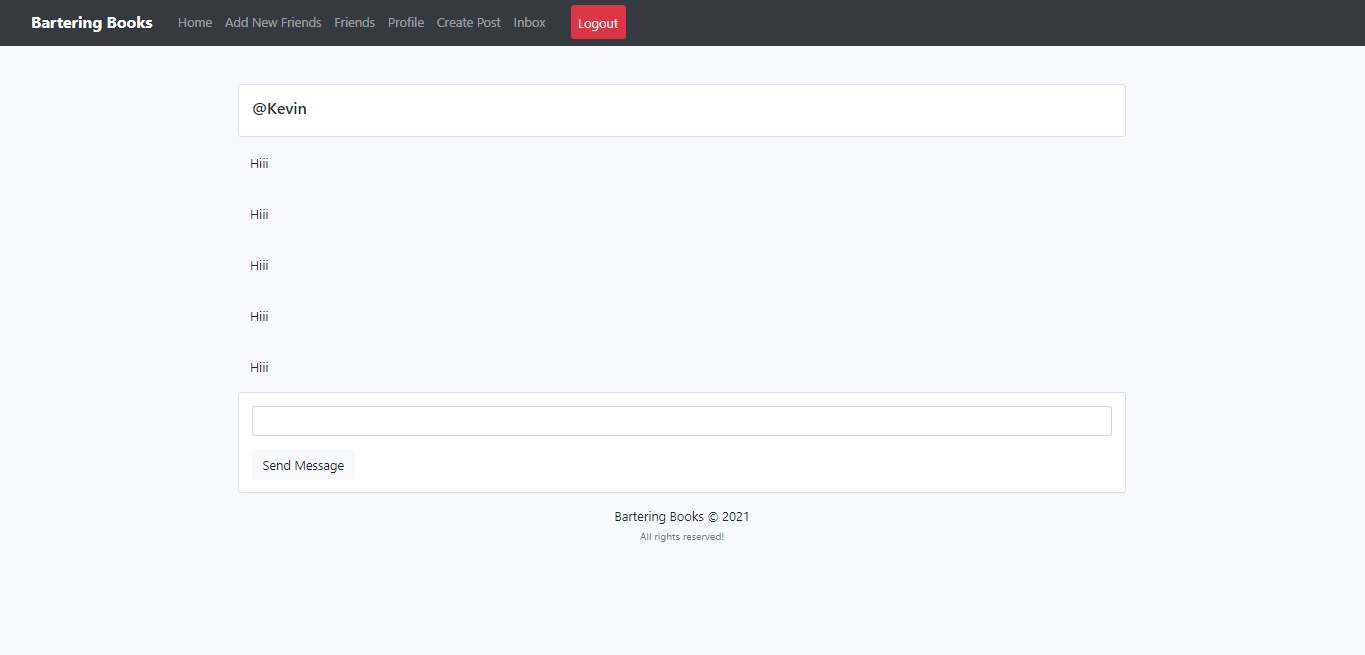 Bartering Books Home Add New Friends Friends Profile Create Post Inbox Logout
@Kevin
Hiii
Hiii
Hiii
Hiii
Hiii
Send Message
Bartering Books © 2021
All rights reserved!